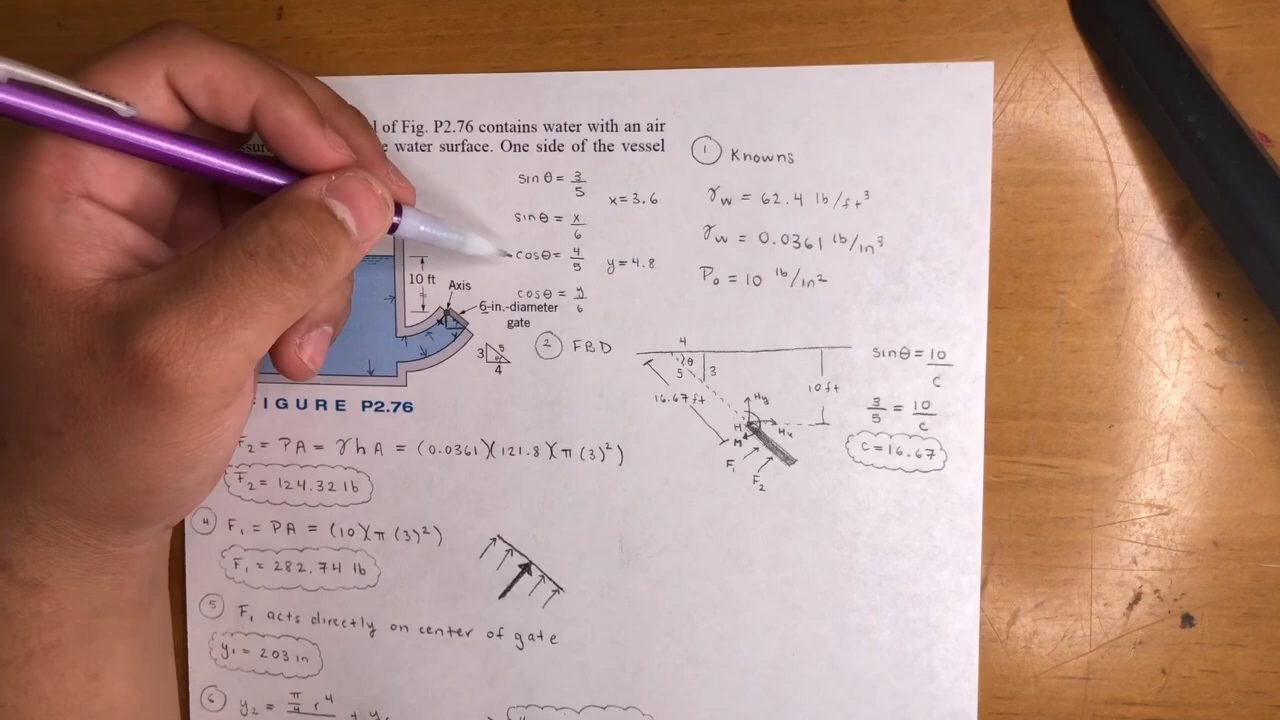 l of Fig. P2.76 contains water with an air
water surface. One side of the vessel
sin θ = 3/5
x = 3.6
sin θ = x/6
cos θ = 4/5
y = 4.8
cos θ = y/6
10 ft
Axis
6-in.-diameter
gate
3
5
θ
4
FIGURE P2.76
① Knowns
γw = 62.4 lb/ft³
γw = 0.0361 lb/in³
P₀ = 10 lb/in²
② FBD
4
θ
5
3
16.67 ft
10 ft
Hy
Hx
H
M
F₁
F₂
sin θ = 10/c
3/5 = 10/c
c = 16.67
F₂ = PA = γhA = (0.0361)(121.8)(π(3)²)
F₂ = 124.32 lb
④ F₁ = PA = (10)(π(3)²)
F₁ = 282.74 lb
⑤ F₁ acts directly on center of gate
y₁ = 203 in
⑥ y₂ = π/4 r⁴